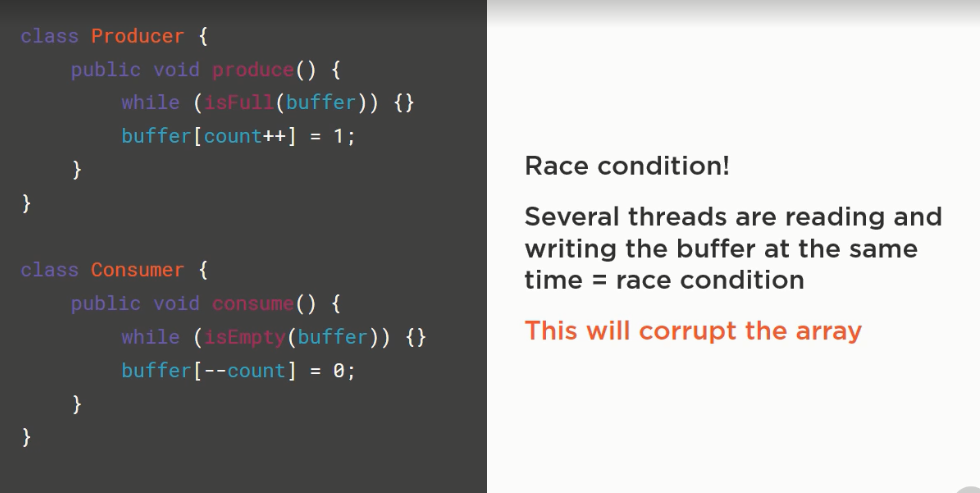 class Producer {
public void produce() {
while (isFull(buffer)) {}
buffer[count++] = 1;
}
}
class Consumer {
public void consume() {
while (isEmpty(buffer)) {}
buffer[--count] = 0;
}
}
Race condition!
Several threads are reading and
writing the buffer at the same
time = race condition
This will corrupt the array